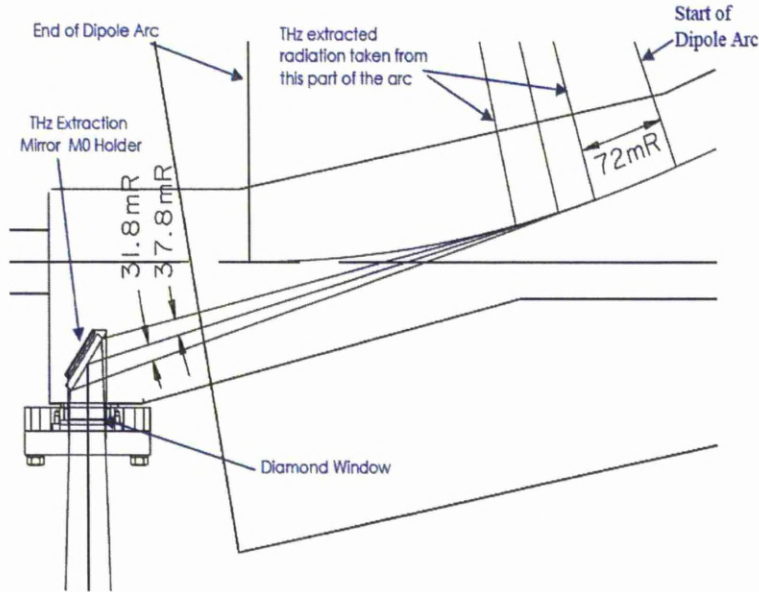 Start of
Dipole Arc
End of Dipole Arc
THz extracted
radiation taken from
this part of the arc
THz Extraction
Mirror M0 Holder
72mR
31.8mR
37.8mR
Diamond Window